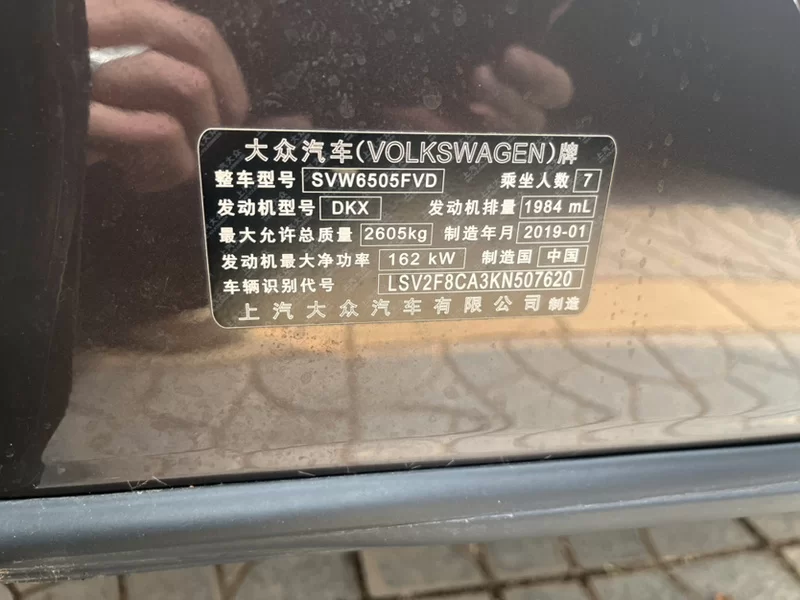 大众汽车(VOLKSWAGEN)牌
整车型号 SVW6505FVD 乘坐人数 7
发动机型号 DKX 发动机排量 1984 mL
最大允许总质量 2605kg 制造年月 2019-01
发动机最大净功率 162 kW 制造国 中国
车辆识别代号 LSV2F8CA3KN507620
上汽大众汽车有限公司 制造